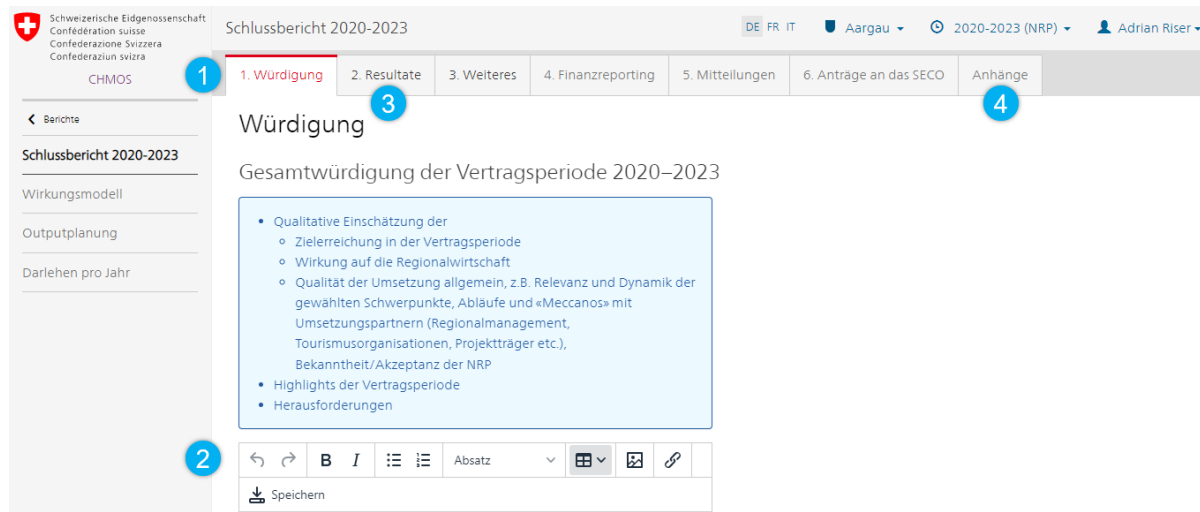 Schweizerische Eidgenossenschaft
Confédération suisse
Confederazione Svizzera
Confederaziun svizra
CHMOS
Schlussbericht 2020-2023
DE FR IT
Aargau
2020-2023 (NRP)
Adrian Riser
1
1. Würdigung
2. Resultate
3. Weiteres
4. Finanzreporting
5. Mitteilungen
6. Anträge an das SECO
Anhänge
3
4
Berichte
Schlussbericht 2020-2023
Wirkungsmodell
Outputplanung
Darlehen pro Jahr
Würdigung
Gesamtwürdigung der Vertragsperiode 2020–2023
• Qualitative Einschätzung der
◦ Zielerreichung in der Vertragsperiode
◦ Wirkung auf die Regionalwirtschaft
◦ Qualität der Umsetzung allgemein, z.B. Relevanz und Dynamik der
gewählten Schwerpunkte, Abläufe und «Meccanos» mit
Umsetzungspartnern (Regionalmanagement,
Tourismusorganisationen, Projektträger etc.),
Bekanntheit/Akzeptanz der NRP
• Highlights der Vertragsperiode
• Herausforderungen
2
B I Absatz
Speichern